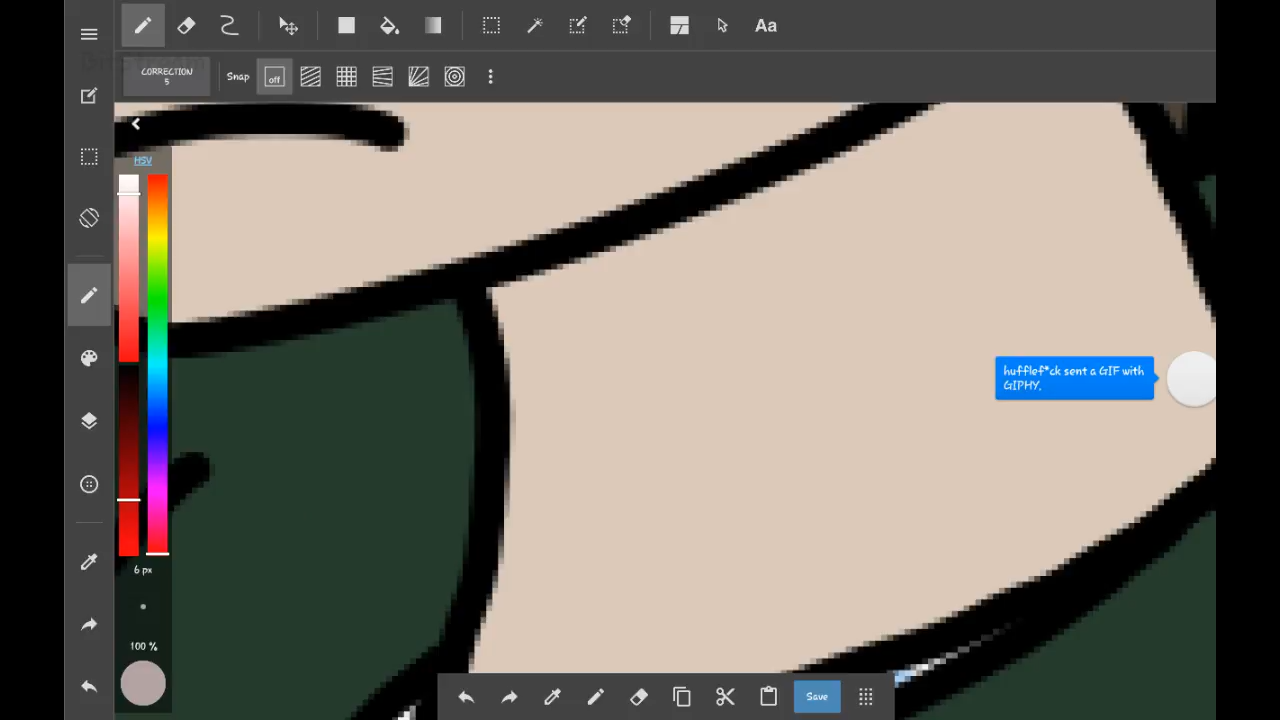 Aa
CORRECTION
5
Snap
off
HSV
hufflef*ck sent a GIF with
GIPHY.
6 px
100 %
Save